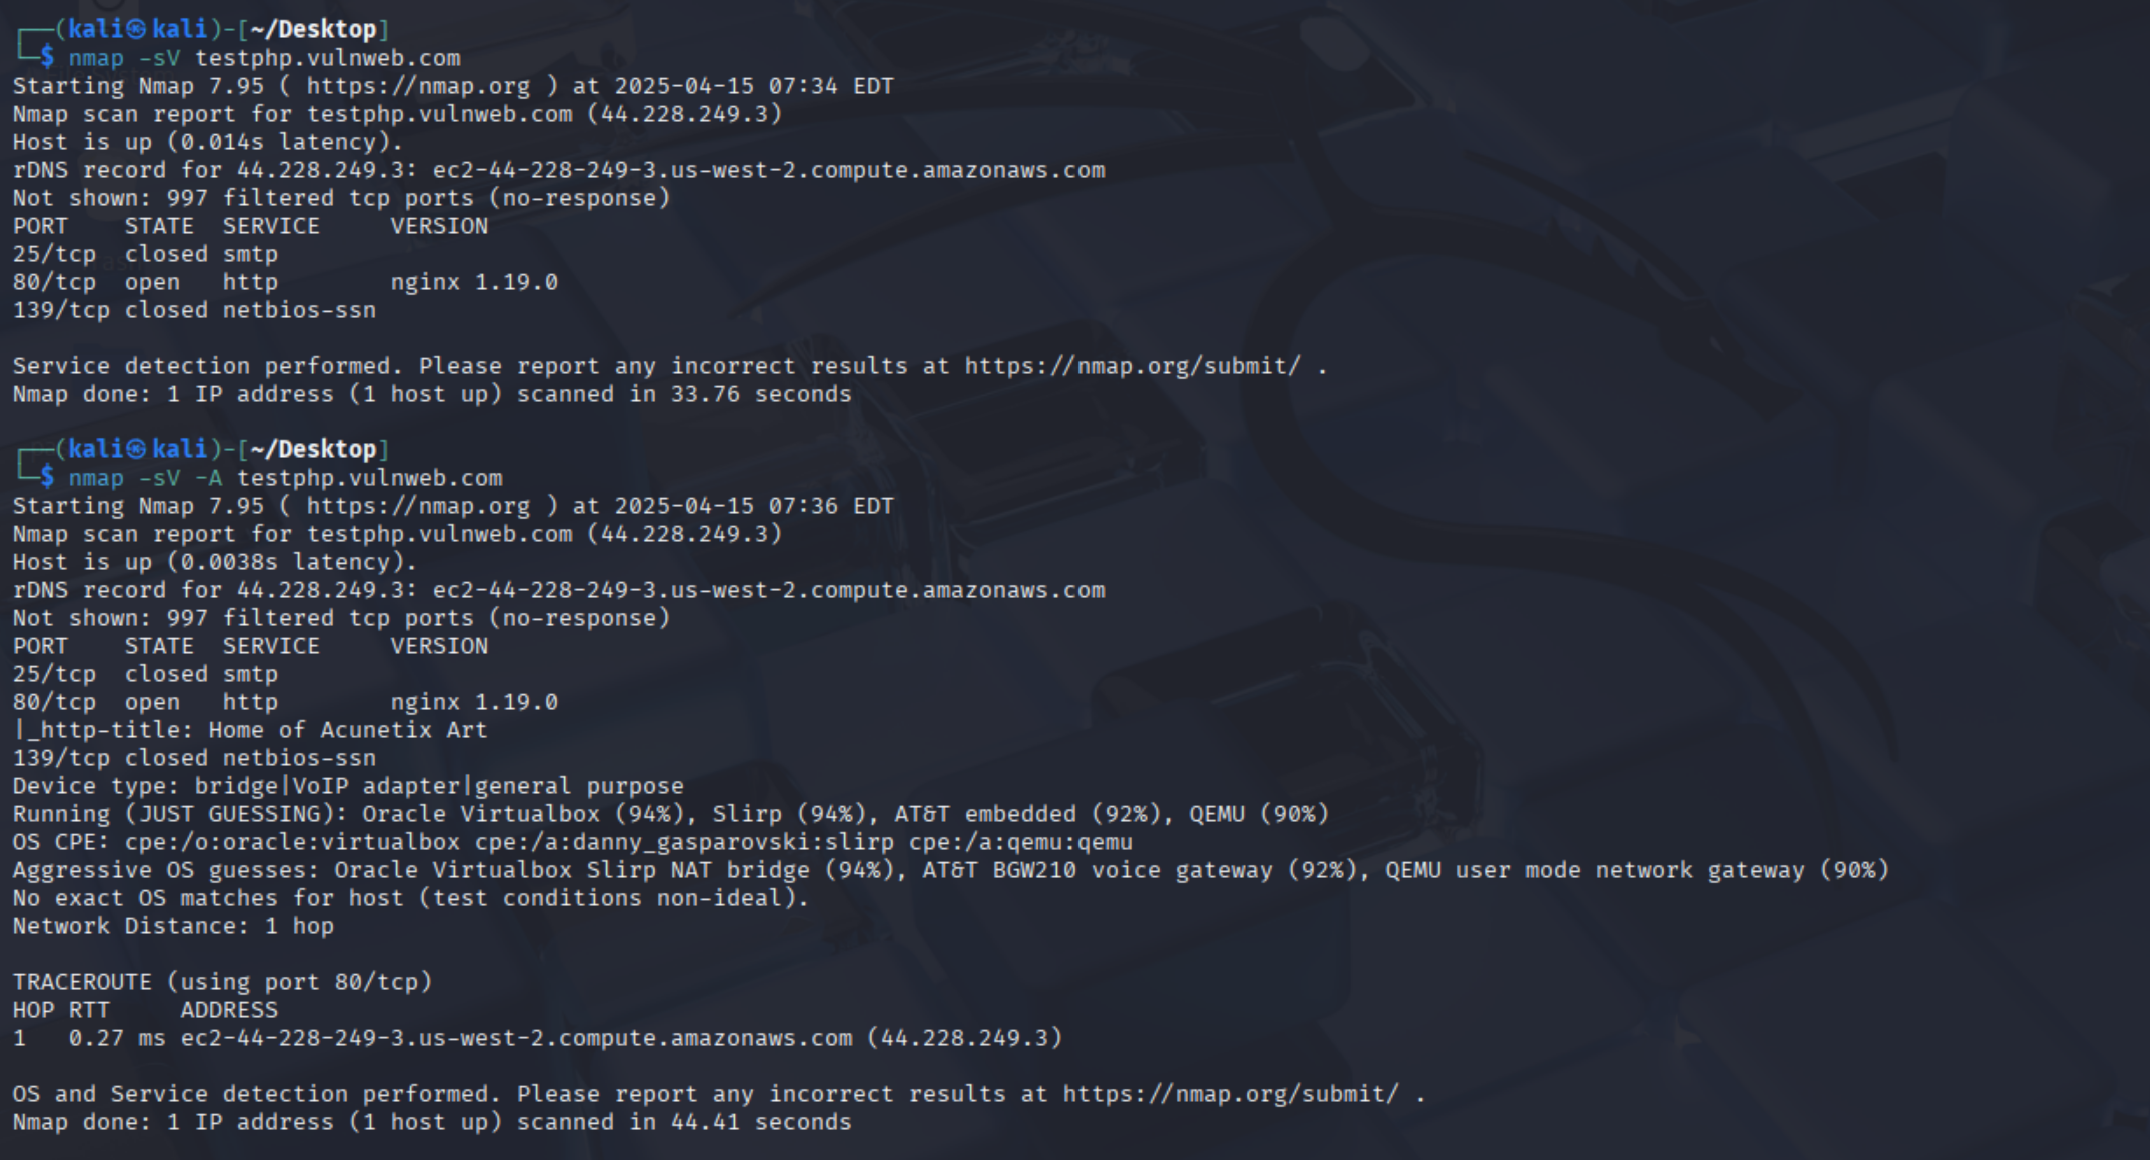 ┌──(kali㉿kali)-[~/Desktop]
└─$ nmap -sV testphp.vulnweb.com
Starting Nmap 7.95 ( https://nmap.org ) at 2025-04-15 07:34 EDT
Nmap scan report for testphp.vulnweb.com (44.228.249.3)
Host is up (0.014s latency).
rDNS record for 44.228.249.3: ec2-44-228-249-3.us-west-2.compute.amazonaws.com
Not shown: 997 filtered tcp ports (no-response)
PORT    STATE  SERVICE     VERSION
25/tcp  closed smtp
80/tcp  open   http        nginx 1.19.0
139/tcp closed netbios-ssn

Service detection performed. Please report any incorrect results at https://nmap.org/submit/ .
Nmap done: 1 IP address (1 host up) scanned in 33.76 seconds

┌──(kali㉿kali)-[~/Desktop]
└─$ nmap -sV -A testphp.vulnweb.com
Starting Nmap 7.95 ( https://nmap.org ) at 2025-04-15 07:36 EDT
Nmap scan report for testphp.vulnweb.com (44.228.249.3)
Host is up (0.0038s latency).
rDNS record for 44.228.249.3: ec2-44-228-249-3.us-west-2.compute.amazonaws.com
Not shown: 997 filtered tcp ports (no-response)
PORT    STATE  SERVICE     VERSION
25/tcp  closed smtp
80/tcp  open   http        nginx 1.19.0
|_http-title: Home of Acunetix Art
139/tcp closed netbios-ssn
Device type: bridge|VoIP adapter|general purpose
Running (JUST GUESSING): Oracle Virtualbox (94%), Slirp (94%), AT&T embedded (92%), QEMU (90%)
OS CPE: cpe:/o:oracle:virtualbox cpe:/a:danny_gasparovski:slirp cpe:/a:qemu:qemu
Aggressive OS guesses: Oracle Virtualbox Slirp NAT bridge (94%), AT&T BGW210 voice gateway (92%), QEMU user mode network gateway (90%)
No exact OS matches for host (test conditions non-ideal).
Network Distance: 1 hop

TRACEROUTE (using port 80/tcp)
HOP RTT     ADDRESS
1   0.27 ms ec2-44-228-249-3.us-west-2.compute.amazonaws.com (44.228.249.3)

OS and Service detection performed. Please report any incorrect results at https://nmap.org/submit/ .
Nmap done: 1 IP address (1 host up) scanned in 44.41 seconds